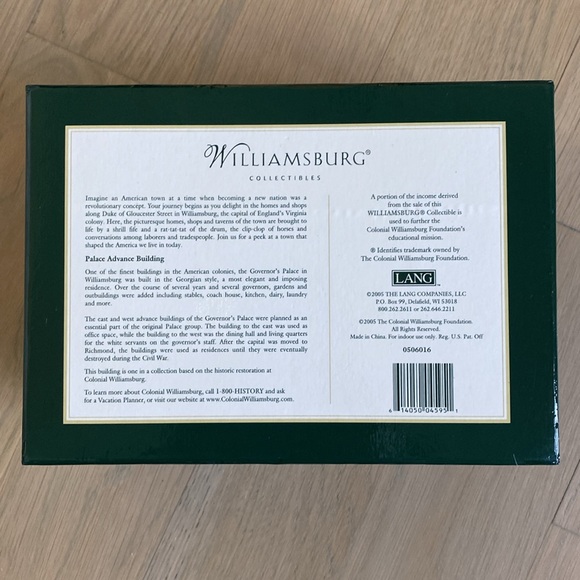 WILLIAMSBURG®
COLLECTIBLES
Imagine an American town at a time when becoming a new nation was a
revolutionary concept. Your journey begins as you delight in the homes and shops
along Duke of Gloucester Street in Williamsburg, the capital of England's Virginia
colony. Here, the picturesque homes, shops and taverns of the town are brought to
life by a shrill fife and a rat-tat-tat of the drum, the clip-clop of horses and
conversations among laborers and tradespeople. Join us for a peek at a town that
shaped the America we live in today.
Palace Advance Building
One of the finest buildings in the American colonies, the Governor's Palace in
Williamsburg was built in the Georgian style, a most elegant and imposing
residence. Over the course of several years and several governors, gardens and
outbuildings were added including stables, coach house, kitchen, dairy, laundry
and more.
The east and west advance buildings of the Governor's Palace were planned as an
essential part of the original Palace group. The building to the east was used as
office space, while the building to the west was the dining hall and living quarters
for the white servants on the governor's staff. After the capital was moved to
Richmond, the buildings were used as residences until they were eventually
destroyed during the Civil War.
This building is one in a collection based on the historic restoration at
Colonial Williamsburg.
To learn more about Colonial Williamsburg, call 1-800-HISTORY and ask
for a Vacation Planner, or visit our website at www.ColonialWilliamsburg.com.
A portion of the income derived
from the sale of this
WILLIAMSBURG® Collectible is
used to further the
Colonial Williamsburg Foundation's
educational mission.
® Identifies trademark owned by
The Colonial Williamsburg Foundation.
LANG
©2005 THE LANG COMPANIES, LLC
P.O. Box 99, Delafield, WI 53018
800.262.2611 or 262.646.2211
©2005 The Colonial Williamsburg Foundation.
All Rights Reserved.
Made in China. For indoor use only. Reg. U.S. Pat. Off
0506016
6 14050 04595 1